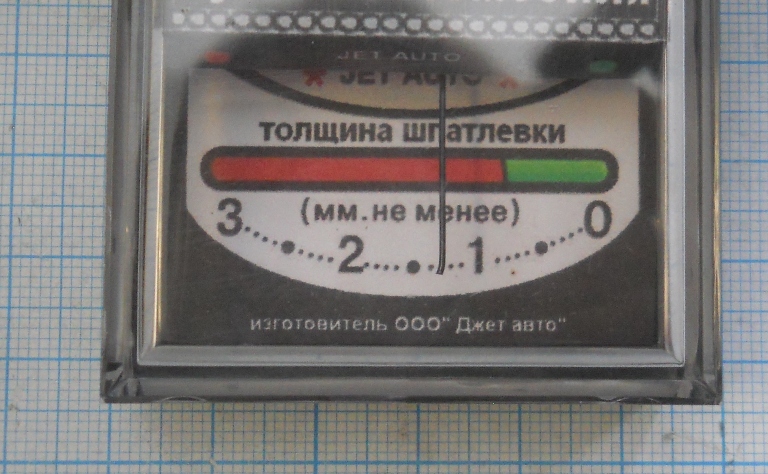 JET AUTO
JET AUTO
толщина шпатлевки
(мм.не менее)
3 2 1 0
изготовитель ООО" Джет авто"